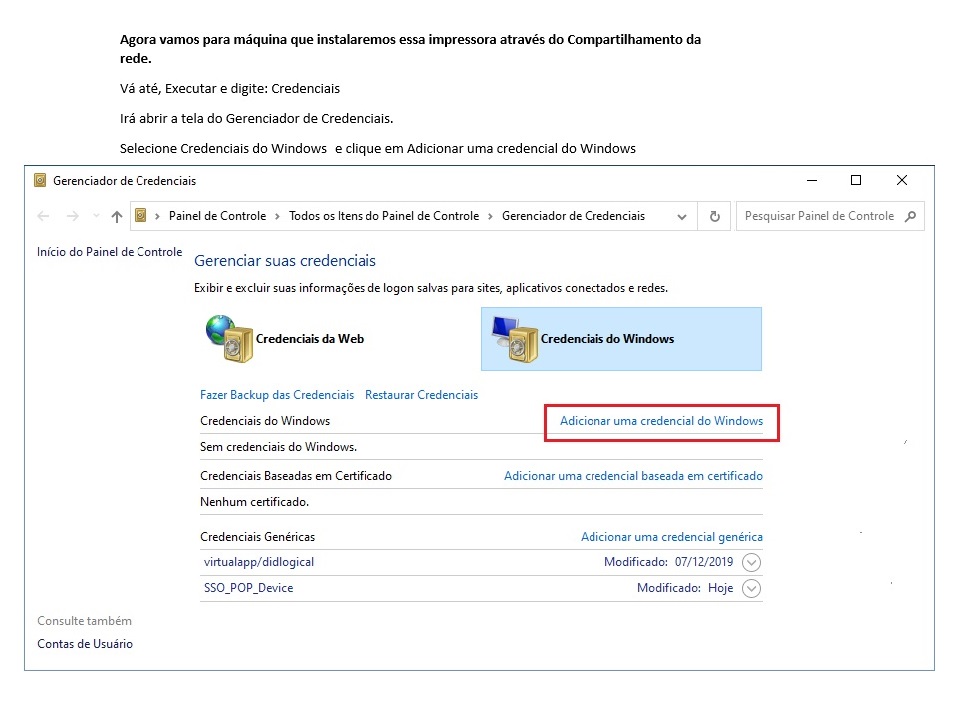 Agora vamos para máquina que instalaremos essa impressora através do Compartilhamento da
rede.
Vá até, Executar e digite: Credenciais
Irá abrir a tela do Gerenciador de Credenciais.
Selecione Credenciais do Windows e clique em Adicionar uma credencial do Windows
Gerenciador de Credenciais
Painel de Controle > Todos os Itens do Painel de Controle > Gerenciador de Credenciais
Pesquisar Painel de Controle
Início do Painel de Controle
Gerenciar suas credenciais
Exibir e excluir suas informações de logon salvas para sites, aplicativos conectados e redes.
Credenciais da Web
Credenciais do Windows
Fazer Backup das Credenciais Restaurar Credenciais
Credenciais do Windows Adicionar uma credencial do Windows
Sem credenciais do Windows.
Credenciais Baseadas em Certificado Adicionar uma credencial baseada em certificado
Nenhum certificado.
Credenciais Genéricas Adicionar uma credencial genérica
virtualapp/didlogical Modificado: 07/12/2019
SSO_POP_Device Modificado: Hoje
Consulte também
Contas de Usuário